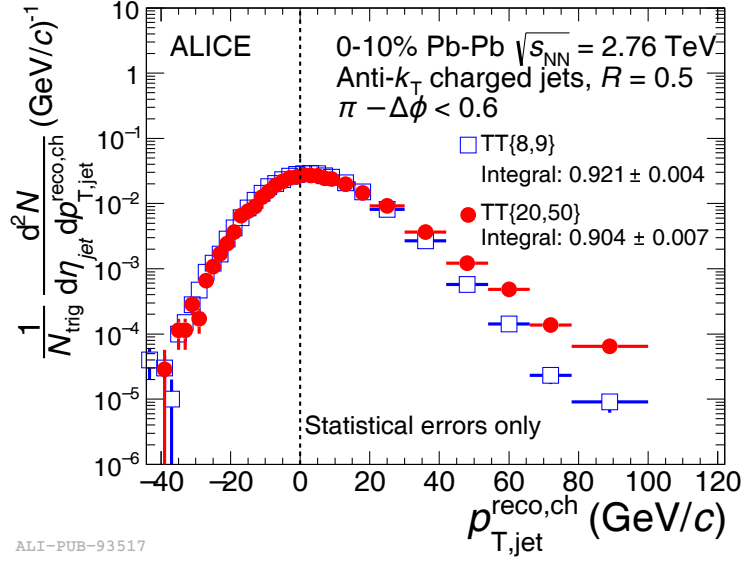 ALICE
0-10% Pb-Pb √s_NN = 2.76 TeV
Anti-k_T charged jets, R = 0.5
π − Δϕ < 0.6
TT{8,9}
Integral: 0.921 ± 0.004
TT{20,50}
Integral: 0.904 ± 0.007
Statistical errors only
1/N_trig d²N/dη_jet dp_T,jet^reco,ch (GeV/c)⁻¹
10
1
10⁻¹
10⁻²
10⁻³
10⁻⁴
10⁻⁵
10⁻⁶
−40 −20 0 20 40 60 80 100 120
p_T,jet^reco,ch (GeV/c)
ALI-PUB-93517